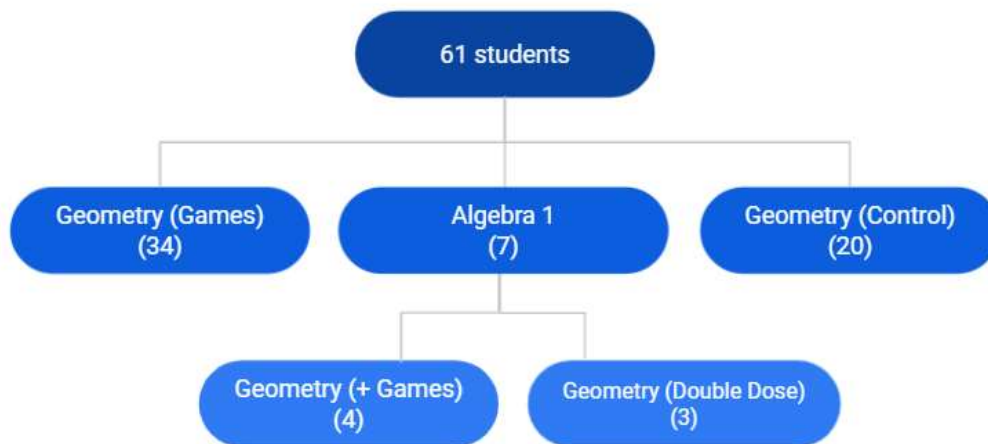 61 students
Geometry (Games)
(34)
Algebra 1
(7)
Geometry (Control)
(20)
Geometry (+ Games)
(4)
Geometry (Double Dose)
(3)